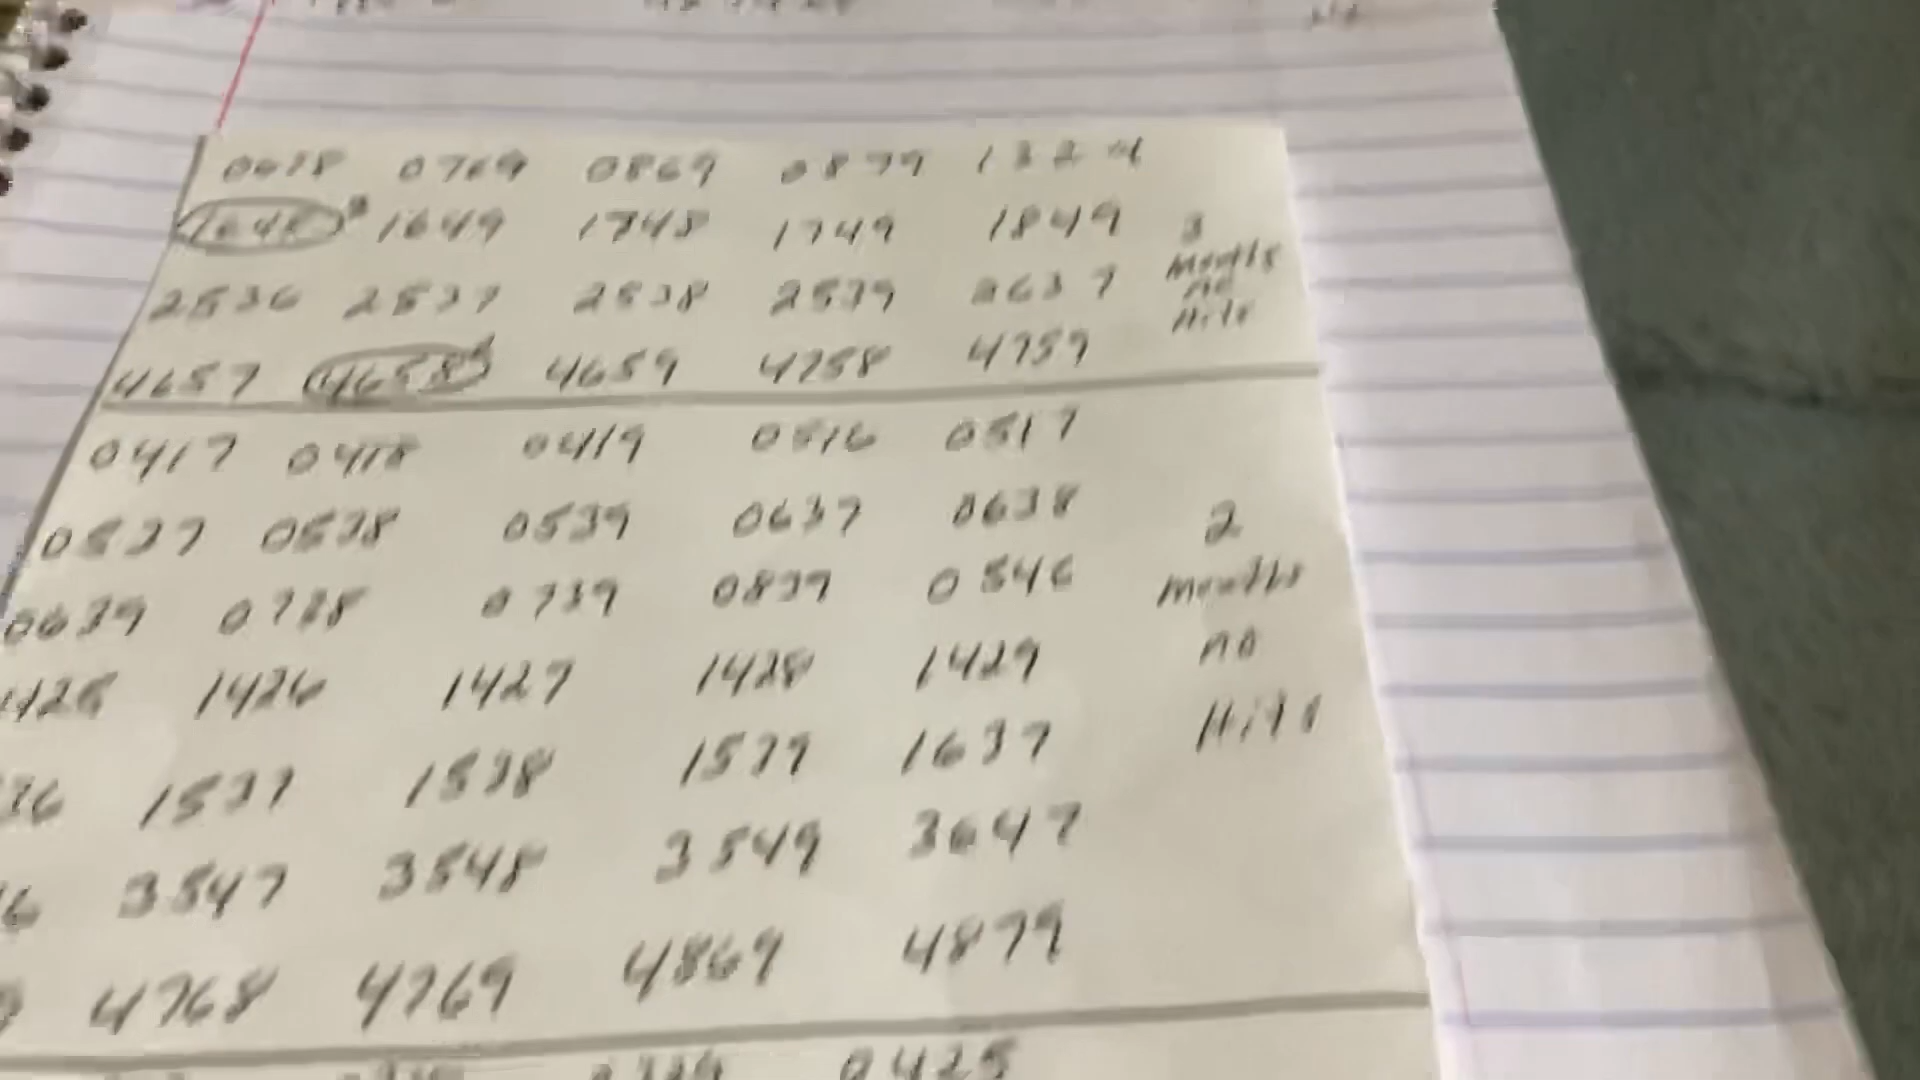 0769 0869 0879 1324
1648 1649 1748 1749 1849 3
months
2536 2537 2538 2539 2637 no
Hits
4657 4658 4659 4758 4759
0417 0418 0419 0516 0517
0537 0538 0539 0637 0638 2
0639 0738 0739 0839 0546 months
1425 1426 1427 1428 1429 no
1537 1538 1539 1637 Hits
3547 3548 3549 3647
4768 4769 4869 4879
0425